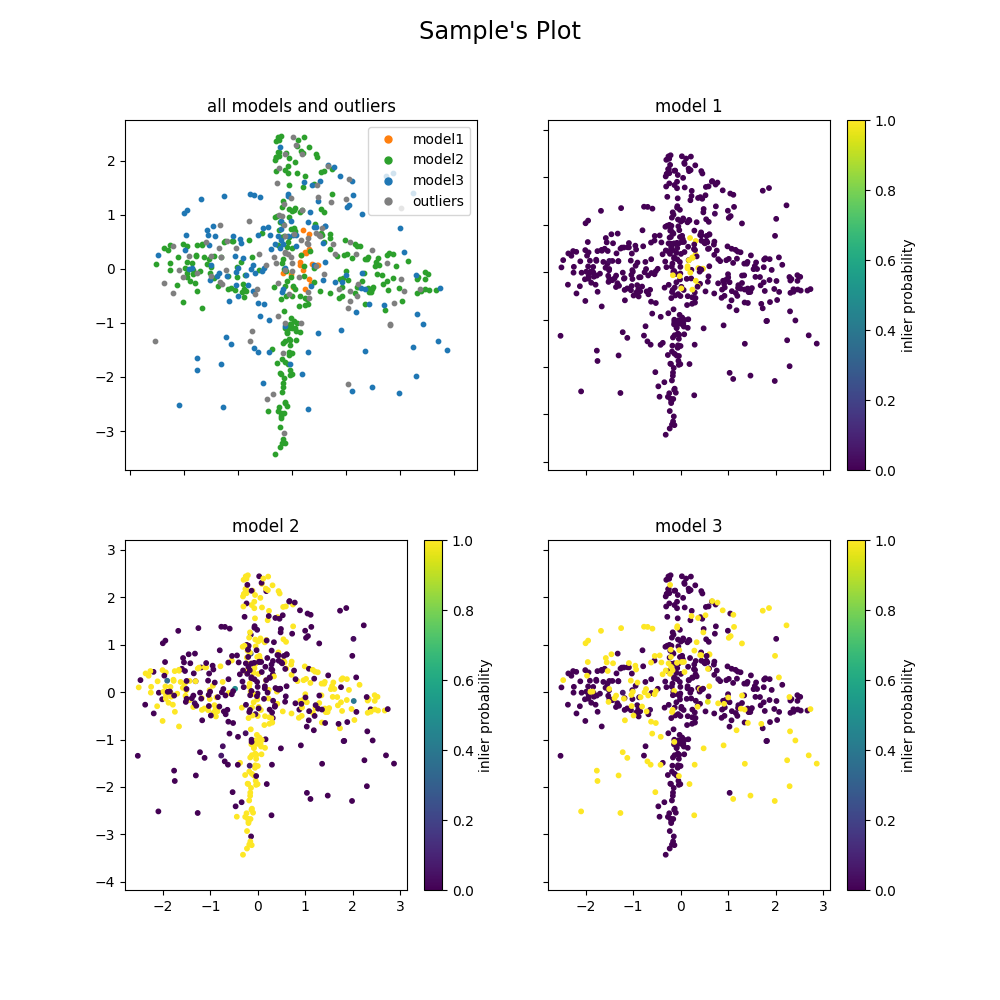 Sample's Plot
all models and outliers
2
1
0
−1
−2
−3
model1
model2
model3
outliers
model 1
1.0
0.8
0.6
0.4
0.2
0.0
inlier probability
model 2
3
2
1
0
−1
−2
−3
−4
−2 −1 0 1 2 3
1.0
0.8
0.6
0.4
0.2
0.0
inlier probability
model 3
−2 −1 0 1 2 3
1.0
0.8
0.6
0.4
0.2
0.0
inlier probability